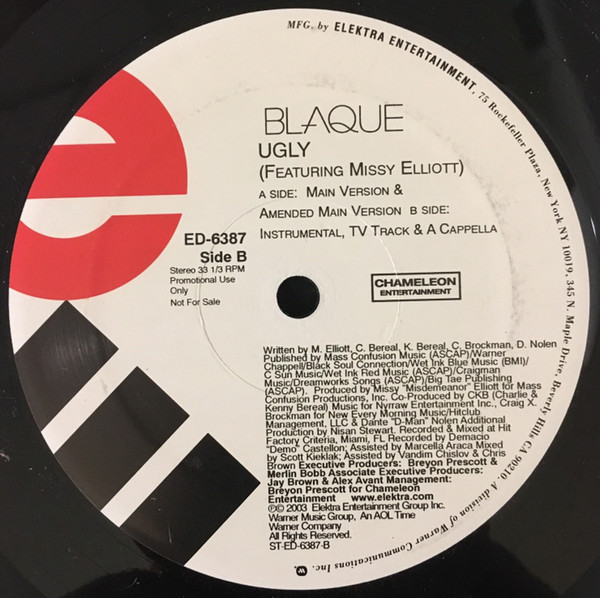 MFG. by ELEKTRA ENTERTAINMENT, 75 Rockefeller Plaza, New York NY 10019, 345 N. Maple Drive, Beverly Hills CA 90210. A division of Warner Communications Inc.
BLAQUE
UGLY
(FEATURING MISSY ELLIOTT)
A SIDE: MAIN VERSION &
AMENDED MAIN VERSION B SIDE:
INSTRUMENTAL, TV TRACK & A CAPPELLA
ED-6387
Side B
Stereo 33 1/3 RPM
Promotional Use
Only
Not For Sale
CHAMELEON
ENTERTAINMENT
Written by M. Elliott, C. Bereal, K. Bereal, C. Brockman, D. Nolen
Published by Mass Confusion Music (ASCAP)/Warner
Chappell/Black Soul Connection/Wet Ink Blue Music (BMI)/
C Sun Music/Wet Ink Red Music (ASCAP)/Craigman
Music/Dreamworks Songs (ASCAP)/Big Tae Publishing
(ASCAP). Produced by Missy "Misdemeanor" Elliott for Mass
Confusion Productions, Inc. Co-Produced by CKB (Charlie &
Kenny Bereal) Music for Nyrraw Entertainment Inc., Craig X.
Brockman for New Every Morning Music/Hitclub
Management, LLC & Dante "D-Man" Nolen Additional
Production by Nisan Stewart. Recorded & Mixed at Hit
Factory Criteria, Miami, FL Recorded by Demacio
"Demo" Castellon; Assisted by Marcella Araca Mixed
by Scott Kieklak; Assisted by Vandim Chislov & Chris
Brown Executive Producers: Breyon Prescott &
Merlin Bobb Associate Executive Producers:
Jay Brown & Alex Avant Management:
Breyon Prescott for Chameleon
Entertainment www.elektra.com
℗© 2003 Elektra Entertainment Group Inc.
Warner Music Group, An AOL Time
Warner Company
All Rights Reserved.
ST-ED-6387-B